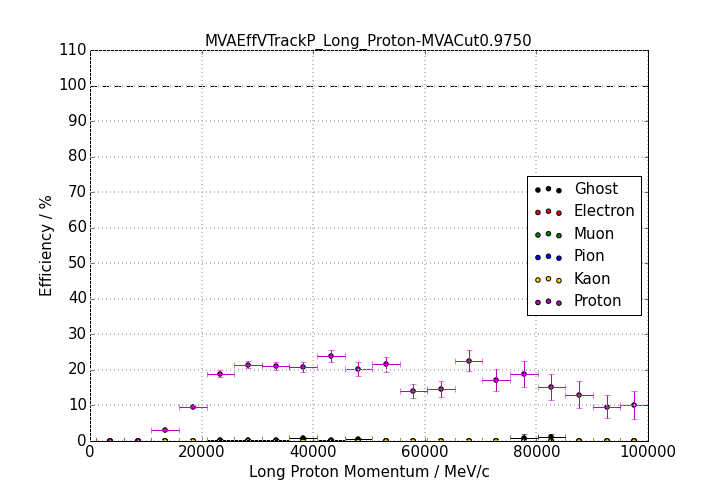 MVAEffVTrackP_Long_Proton-MVACut0.9750
110
100
90
80
70
60
50
40
30
20
10
0
Efficiency / %
Ghost
Electron
Muon
Pion
Kaon
Proton
0 20000 40000 60000 80000 100000
Long Proton Momentum / MeV/c